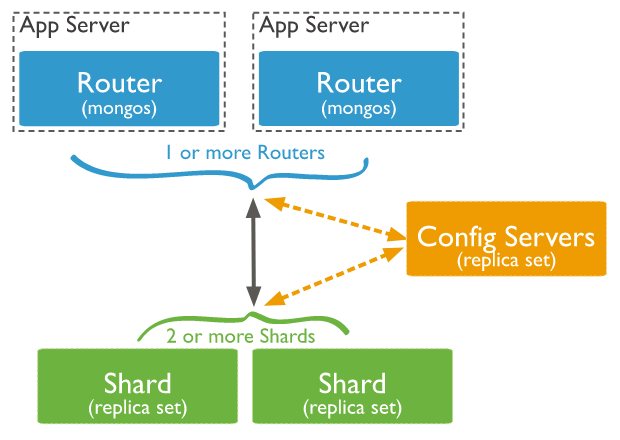 App Server
App Server
Router
(mongos)
Router
(mongos)
1 or more Routers
Config Servers
(replica set)
2 or more Shards
Shard
(replica set)
Shard
(replica set)